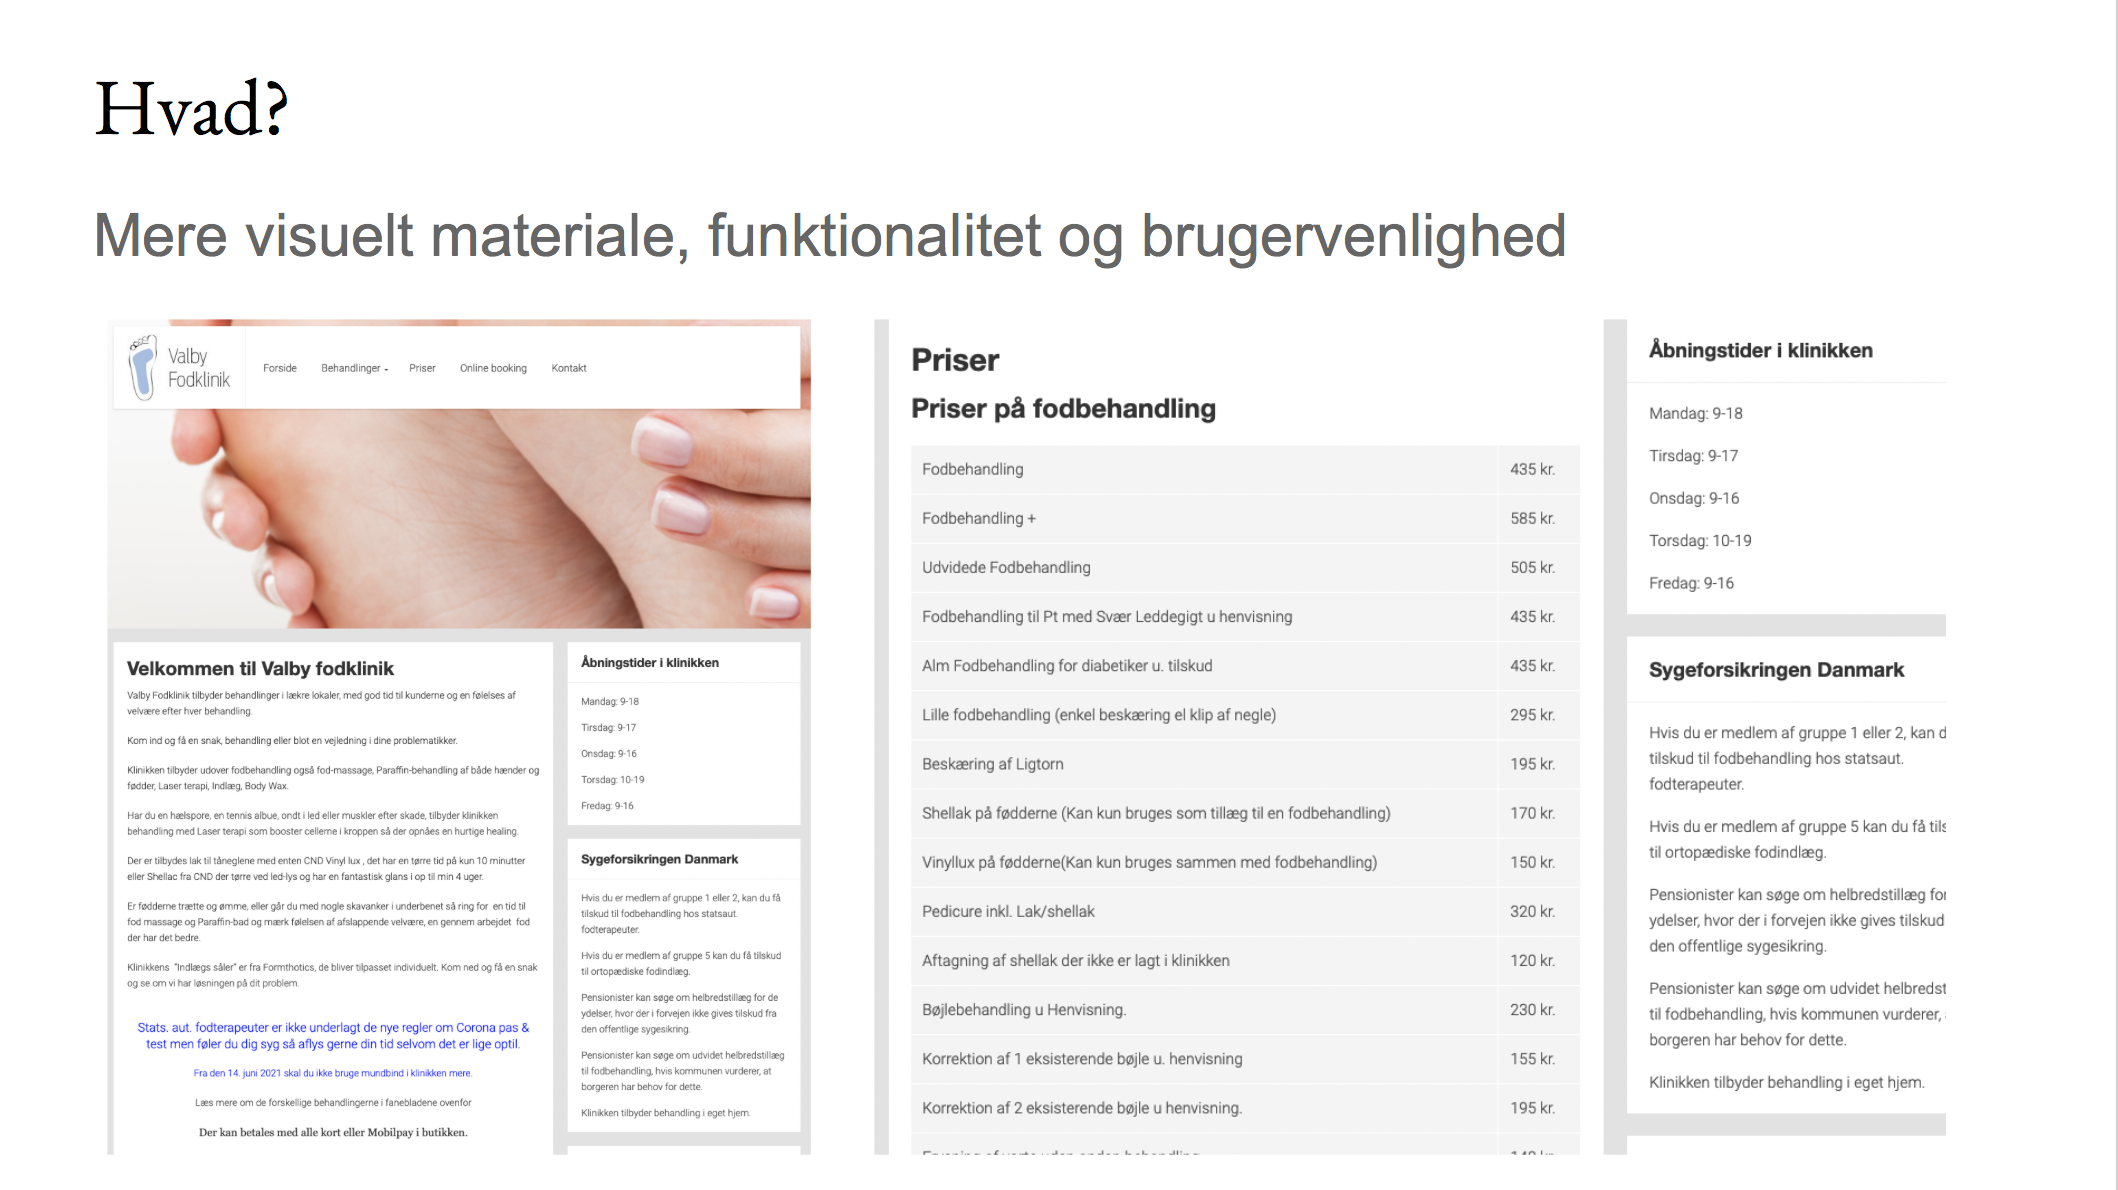 Hvad?
Mere visuelt materiale, funktionalitet og brugervenlighed
Valby
Fodklinik
Forside
Behandlinger
Priser
Online booking
Kontakt
Velkommen til Valby fodklinik
Valby Fodklinik tilbyder behandlinger i lækre lokaler, med god tid til kunderne og en følelses af
velvære efter hver behandling.
Kom ind og få en snak, behandling eller blot en vejledning i dine problematikker.
Klinikken tilbyder udover fodbehandling også fod-massage, Paraffin-behandling af både hænder og
fødder, Laser terapi, Indlæg, Body Wax.
Har du en hælspore, en tennis albue, ondt i led eller muskler efter skade, tilbyder klinikken
behandling med Laser terapi som booster cellerne i kroppen så der opnåes en hurtige healing.
Der er tilbydes lak til tåneglene med enten CND Vinyl lux , det har en tørre tid på kun 10 minutter
eller Shellac fra CND der tørre ved led-lys og har en fantastisk glans i op til min 4 uger.
Er fødderne trætte og ømme, eller går du med nogle skavanker i underbenet så ring for en tid til
fod massage og Paraffin-bad og mærk følelsen af afslappende velvære, en gennem arbejdet fod
der har det bedre.
Klinikkens "Indlægs såler" er fra Formthotics, de bliver tilpasset individuelt. Kom ned og få en snak
og se om vi har løsningen på dit problem.
Stats. aut. fodterapeuter er ikke underlagt de nye regler om Corona pas &
test men føler du dig syg så aflys gerne din tid selvom det er lige optil.
Fra den 14. juni 2021 skal du ikke bruge mundbind i klinikken mere.
Læs mere om de forskellige behandlingerne i fanebladene ovenfor
Der kan betales med alle kort eller Mobilpay i butikken.
Åbningstider i klinikken
Mandag: 9-18
Tirsdag: 9-17
Onsdag: 9-16
Torsdag: 10-19
Fredag: 9-16
Sygeforsikringen Danmark
Hvis du er medlem af gruppe 1 eller 2, kan du få
tilskud til fodbehandling hos statsaut.
fodterapeuter.
Hvis du er medlem af gruppe 5 kan du få tilskud
til ortopædiske fodindlæg.
Pensionister kan søge om helbredstillæg for de
ydelser, hvor der i forvejen ikke gives tilskud fra
den offentlige sygesikring.
Pensionister kan søge om udvidet helbredstillæg
til fodbehandling, hvis kommunen vurderer, at
borgeren har behov for dette.
Klinikken tilbyder behandling i eget hjem.
Priser
Priser på fodbehandling
Fodbehandling 435 kr.
Fodbehandling + 585 kr.
Udvidede Fodbehandling 505 kr.
Fodbehandling til Pt med Svær Leddegigt u henvisning 435 kr.
Alm Fodbehandling for diabetiker u. tilskud 435 kr.
Lille fodbehandling (enkel beskæring el klip af negle) 295 kr.
Beskæring af Ligtorn 195 kr.
Shellak på fødderne (Kan kun bruges som tillæg til en fodbehandling) 170 kr.
Vinyllux på fødderne(Kan kun bruges sammen med fodbehandling) 150 kr.
Pedicure inkl. Lak/shellak 320 kr.
Aftagning af shellak der ikke er lagt i klinikken 120 kr.
Bøjlebehandling u Henvisning. 230 kr.
Korrektion af 1 eksisterende bøjle u. henvisning 155 kr.
Korrektion af 2 eksisterende bøjle u henvisning. 195 kr.
Åbningstider i klinikken
Mandag: 9-18
Tirsdag: 9-17
Onsdag: 9-16
Torsdag: 10-19
Fredag: 9-16
Sygeforsikringen Danmark
Hvis du er medlem af gruppe 1 eller 2, kan d
tilskud til fodbehandling hos statsaut.
fodterapeuter.
Hvis du er medlem af gruppe 5 kan du få tils
til ortopædiske fodindlæg.
Pensionister kan søge om helbredstillæg for
ydelser, hvor der i forvejen ikke gives tilskud
den offentlige sygesikring.
Pensionister kan søge om udvidet helbredst
til fodbehandling, hvis kommunen vurderer,
borgeren har behov for dette.
Klinikken tilbyder behandling i eget hjem.